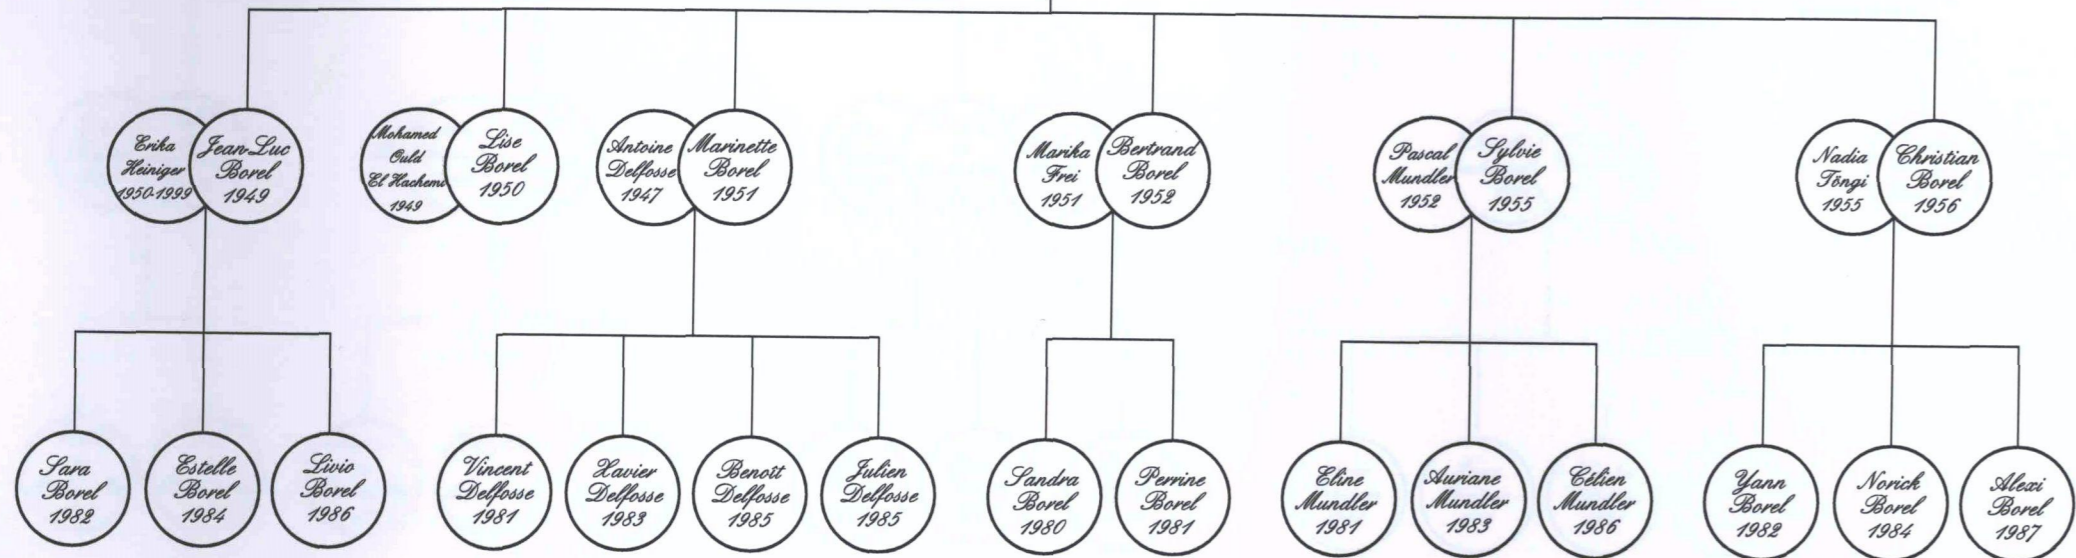 Erika
Heiniger
1950-1999
Jean-Luc
Borel
1949
Mohamed
Ould
El Hachemi
1949
Lise
Borel
1950
Antoine
Delfosse
1947
Marinette
Borel
1951
Marika
Frei
1951
Bertrand
Borel
1952
Pascal
Mundler
1952
Sylvie
Borel
1955
Nadia
Töngi
1955
Christian
Borel
1956
Sara
Borel
1982
Estelle
Borel
1984
Livio
Borel
1986
Vincent
Delfosse
1981
Xavier
Delfosse
1983
Benoît
Delfosse
1985
Julien
Delfosse
1985
Sandra
Borel
1980
Perrine
Borel
1981
Eline
Mundler
1981
Auriane
Mundler
1983
Célien
Mundler
1986
Yann
Borel
1982
Norick
Borel
1984
Alexi
Borel
1987